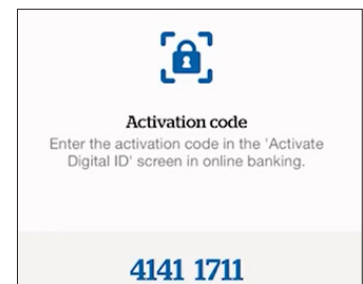 Activation code
Enter the activation code in the 'Activate
Digital ID' screen in online banking.
4141 1711